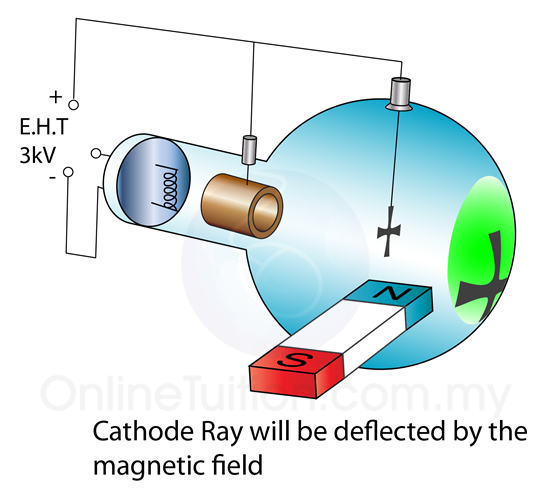 +
E.H.T
3kV
-
N
S
OnlineTuition.com.my
Cathode Ray will be deflected by the
magnetic field